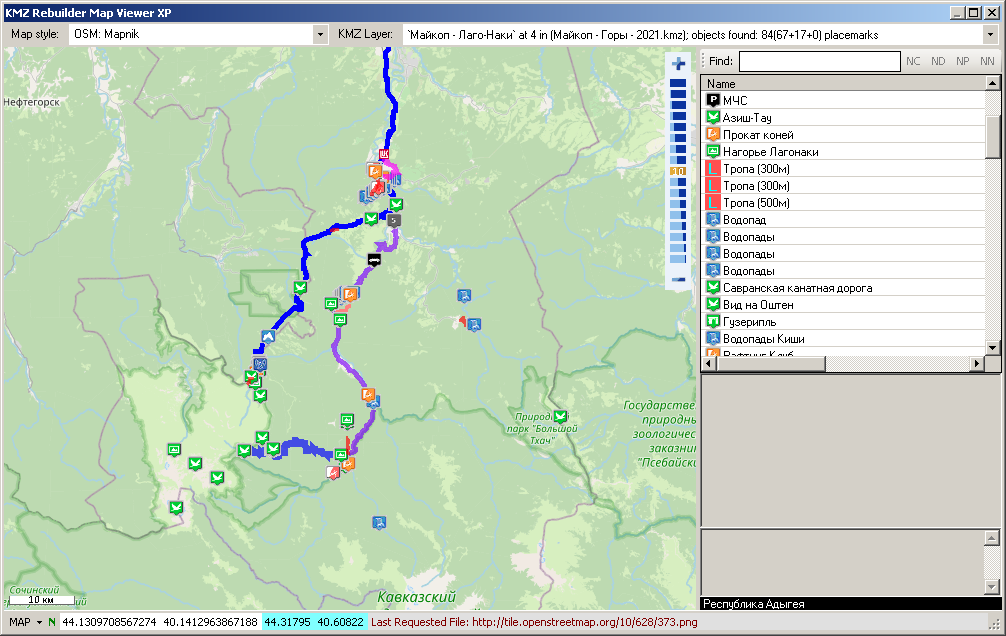 KMZ Rebuilder Map Viewer XP
Map style: OSM: Mapnik KMZ Layer: `Майкоп - Лаго-Наки` at 4 in (Майкоп - Горы - 2021.kmz); objects found: 84(67+17+0) placemarks
Нефтегорск
10
5
Природный
парк "Большой
Тхач"
Государстве
природны
зоологическ
заказник
"Псебайски
Сочинский
10 км
Кавказский
Find: NC ND NP NN
Name
МЧС
Азиш-Тау
Прокат коней
Нагорье Лагонаки
Тропа (300м)
Тропа (300м)
Тропа (500м)
Водопад
Водопады
Водопады
Водопады
Савранская канатная дорога
Вид на Оштен
Гузерипль
Водопады Киши
Рафтинг Клуб
Республика Адыгея
MAP N 44.1309708567274 40.1412963867188 44.31795 40.60822 Last Requested File: http://tile.openstreetmap.org/10/628/373.png